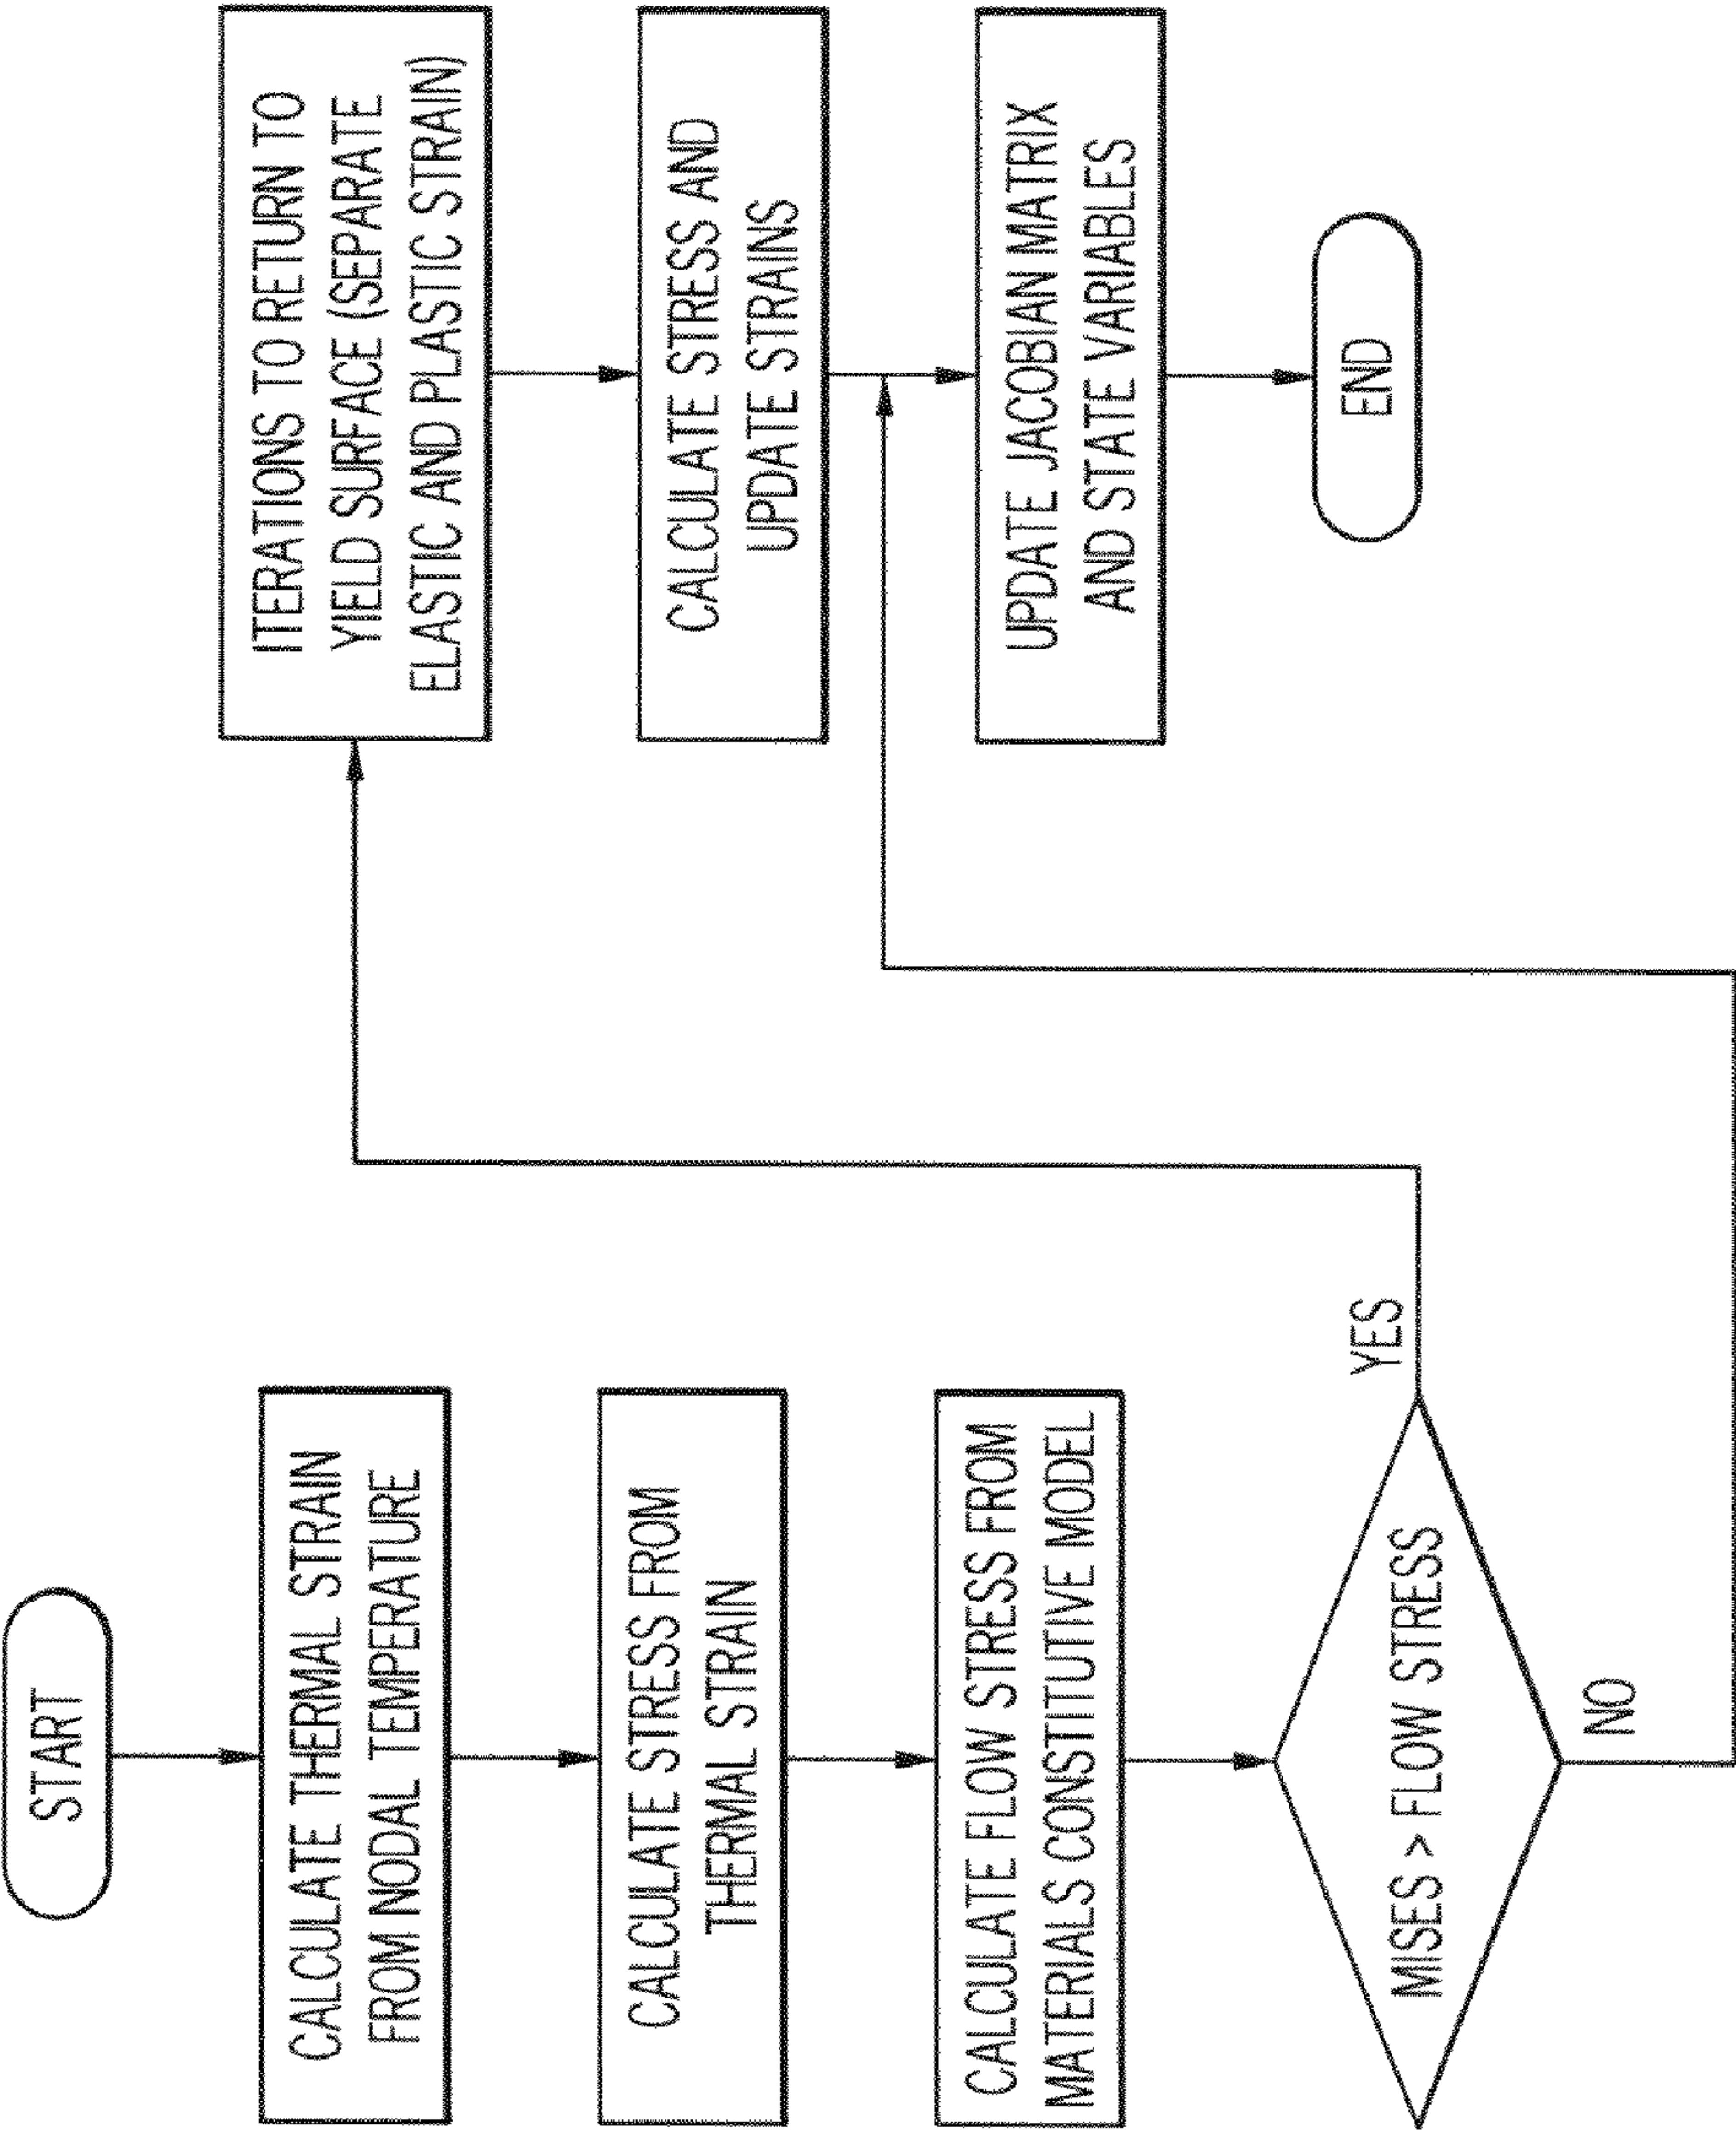 START
CALCULATE THERMAL STRAIN
FROM NODAL TEMPERATURE
CALCULATE STRESS FROM
THERMAL STRAIN
CALCULATE FLOW STRESS FROM
MATERIALS CONSTITUTIVE MODEL
MISES > FLOW STRESS
YES
NO
ITERATIONS TO RETURN TO
YIELD SURFACE (SEPARATE
ELASTIC AND PLASTIC STRAIN)
CALCULATE STRESS AND
UPDATE STRAINS
UPDATE JACOBIAN MATRIX
AND STATE VARIABLES
END